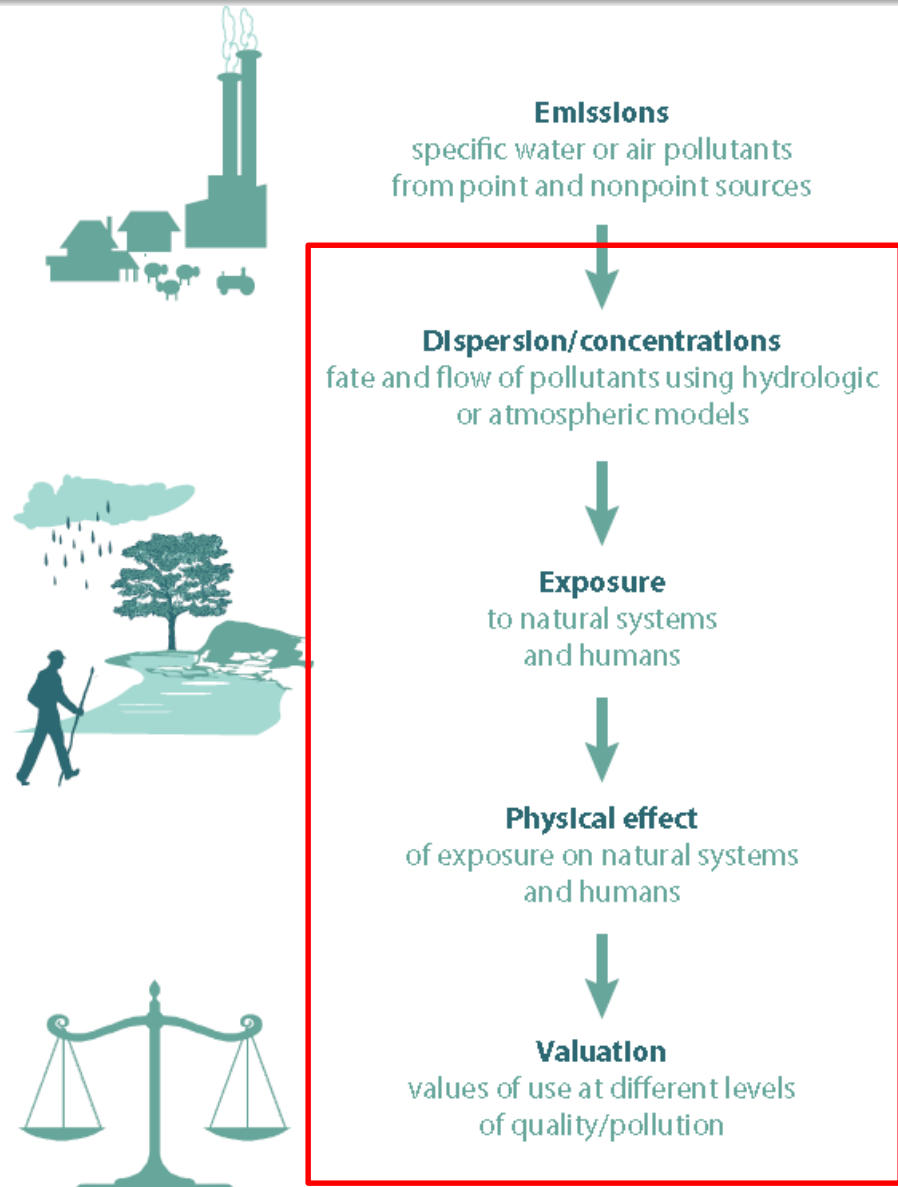 Emissions
specific water or air pollutants
from point and nonpoint sources
Dispersion/concentrations
fate and flow of pollutants using hydrologic
or atmospheric models
Exposure
to natural systems
and humans
Physical effect
of exposure on natural systems
and humans
Valuation
values of use at different levels
of quality/pollution